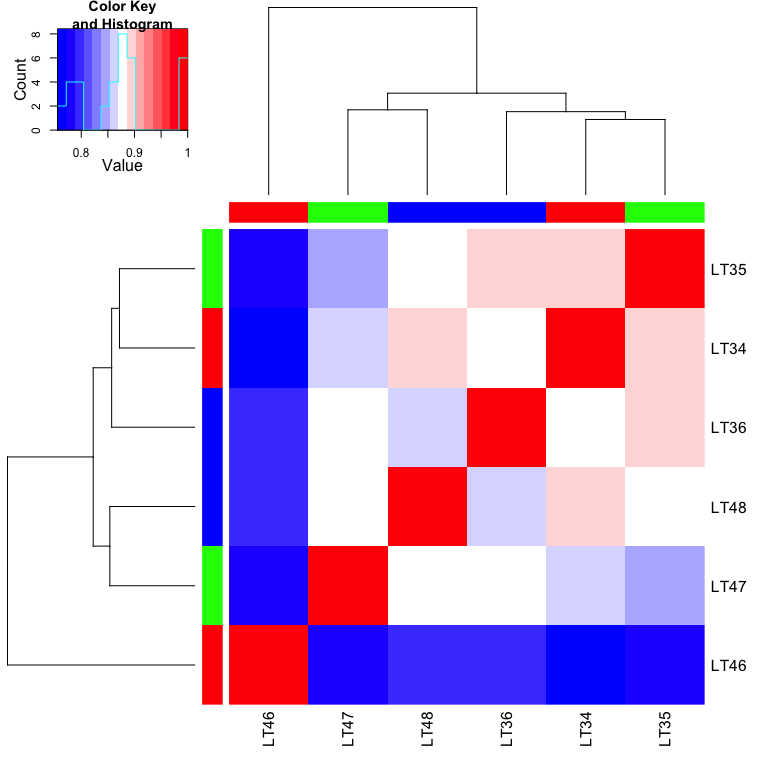 Color Key
and Histogram
Count
0
2
4
6
8
0.8
0.9
1
Value
LT35
LT34
LT36
LT48
LT47
LT46
LT46
LT47
LT48
LT36
LT34
LT35